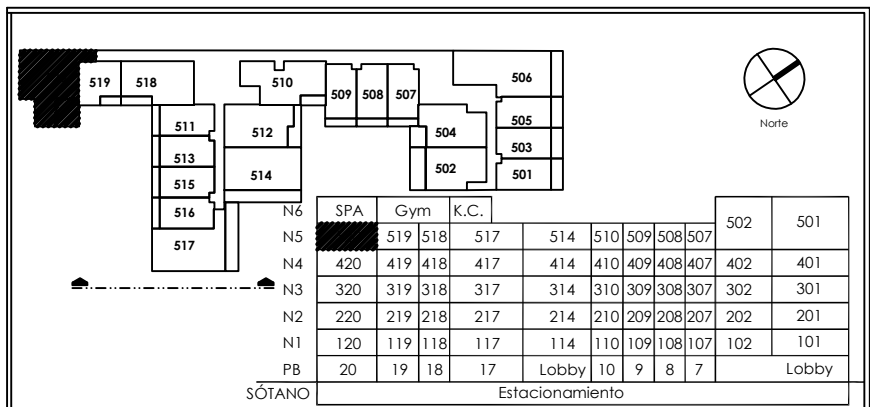 519 518 510 509 508 507 506
Norte
511 512 504 505
513 503
514 502 501
515
516
517
N6 SPA Gym K.C. 502 501
N5 519 518 517 514 510 509 508 507
N4 420 419 418 417 414 410 409 408 407 402 401
N3 320 319 318 317 314 310 309 308 307 302 301
N2 220 219 218 217 214 210 209 208 207 202 201
N1 120 119 118 117 114 110 109 108 107 102 101
PB 20 19 18 17 Lobby 10 9 8 7 Lobby
SÓTANO Estacionamiento